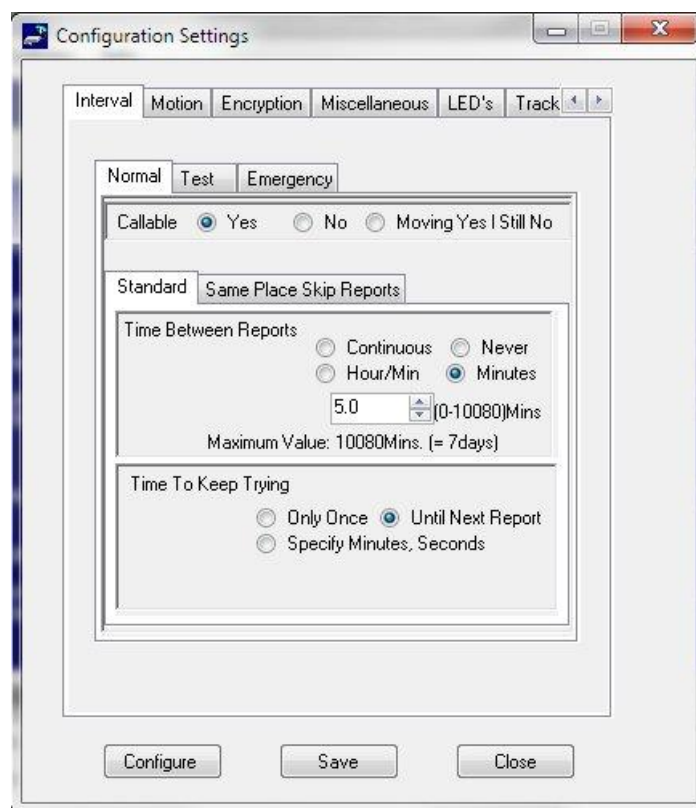 Configuration Settings
Interval Motion Encryption Miscellaneous LED's Track
Normal Test Emergency
Callable Yes No Moving Yes I Still No
Standard Same Place Skip Reports
Time Between Reports
Continuous Never
Hour/Min Minutes
5.0 (0-10080)Mins
Maximum Value: 10080Mins. (= 7days)
Time To Keep Trying
Only Once Until Next Report
Specify Minutes, Seconds
Configure Save Close